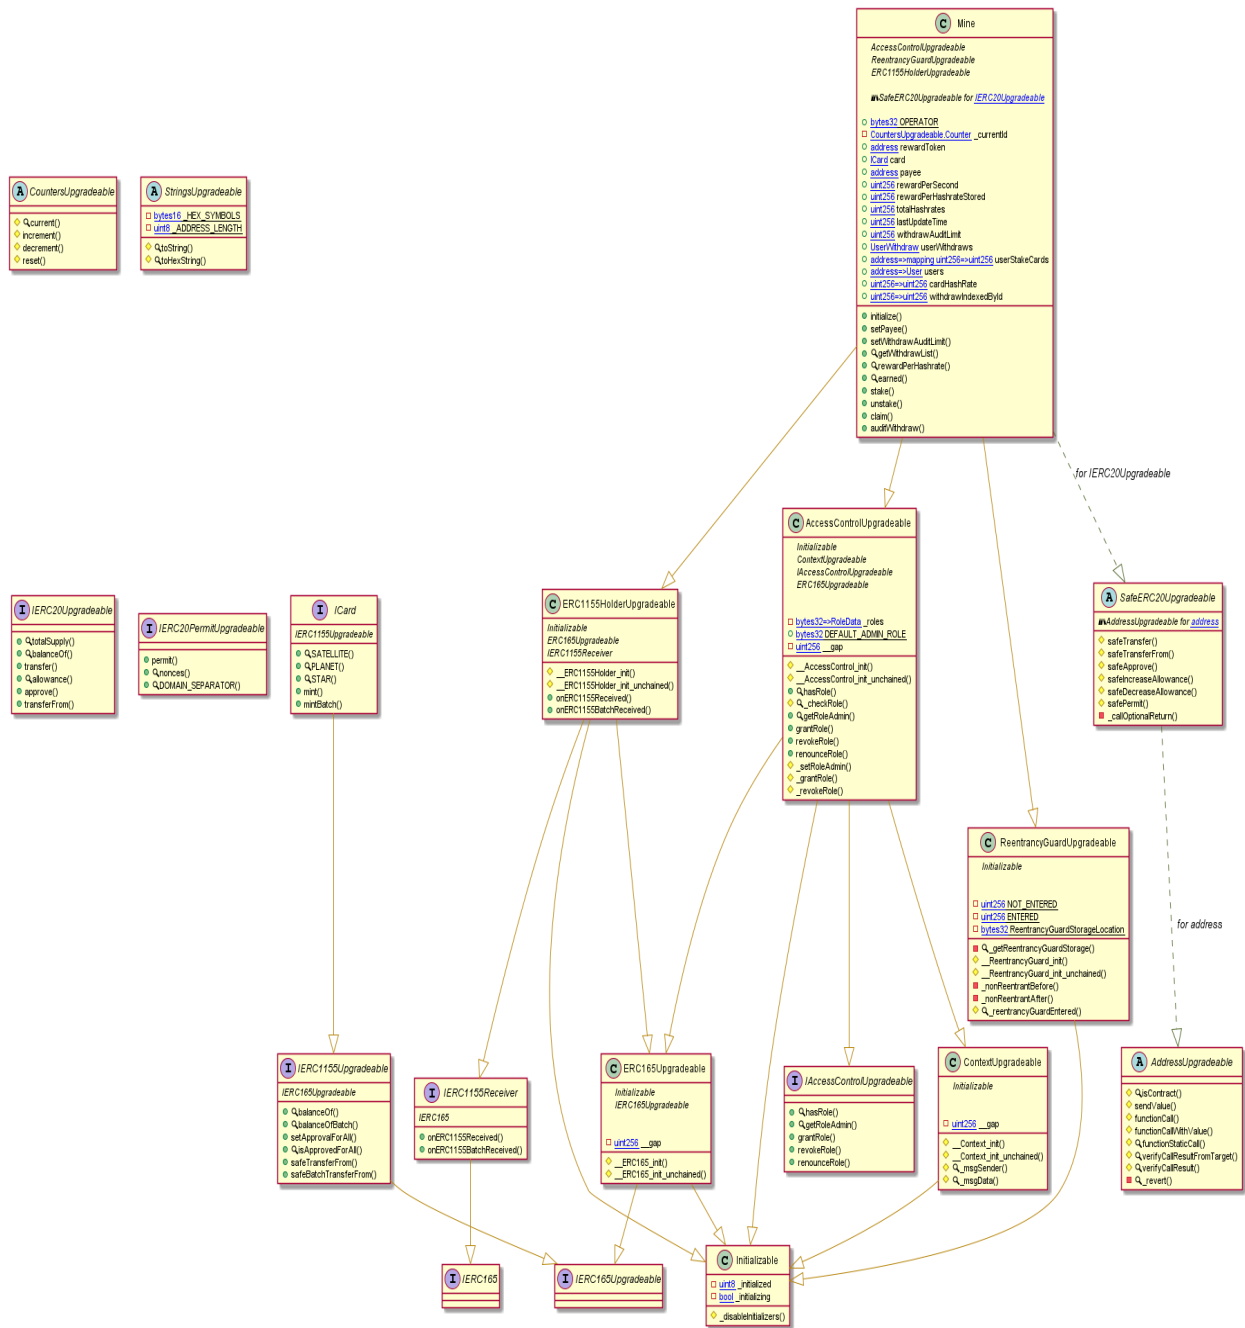 C Mine
AccessControlUpgradeable
ReentrancyGuardUpgradeable
ERC1155HolderUpgradeable
SafeERC20Upgradeable for IERC20Upgradeable
bytes32 OPERATOR
CountersUpgradeable.Counter _currentId
address rewardToken
ICard card
address payee
uint256 rewardPerSecond
uint256 rewardPerHashrateStored
uint256 totalHashrates
uint256 lastUpdateTime
uint256 withdrawAuditLimit
UserWithdraw userWithdraws
address=>mapping uint256=>uint256 userStakeCards
address=>User users
uint256=>uint256 cardHashRate
uint256=>uint256 withdrawIndexedById
initialize()
setPayee()
setWithdrawAuditLimit()
getWithdrawList()
rewardPerHashrate()
earned()
stake()
unstake()
claim()
auditWithdraw()
A CountersUpgradeable
current()
increment()
decrement()
reset()
A StringsUpgradeable
bytes16 _HEX_SYMBOLS
uint8 _ADDRESS_LENGTH
toString()
toHexString()
for IERC20Upgradeable
I IERC20Upgradeable
totalSupply()
balanceOf()
transfer()
allowance()
approve()
transferFrom()
I IERC20PermitUpgradeable
permit()
nonces()
DOMAIN_SEPARATOR()
I ICard
IERC1155Upgradeable
SATELLITE()
PLANET()
STAR()
mint()
mintBatch()
C ERC1155HolderUpgradeable
Initializable
ERC165Upgradeable
IERC1155Receiver
__ERC1155Holder_init()
__ERC1155Holder_init_unchained()
onERC1155Received()
onERC1155BatchReceived()
C AccessControlUpgradeable
Initializable
ContextUpgradeable
IAccessControlUpgradeable
ERC165Upgradeable
bytes32=>RoleData _roles
bytes32 DEFAULT_ADMIN_ROLE
uint256 __gap
__AccessControl_init()
__AccessControl_init_unchained()
hasRole()
_checkRole()
getRoleAdmin()
grantRole()
revokeRole()
renounceRole()
_setRoleAdmin()
_grantRole()
_revokeRole()
A SafeERC20Upgradeable
AddressUpgradeable for address
safeTransfer()
safeTransferFrom()
safeApprove()
safeIncreaseAllowance()
safeDecreaseAllowance()
safePermit()
_callOptionalReturn()
C ReentrancyGuardUpgradeable
Initializable
uint256 NOT_ENTERED
uint256 ENTERED
bytes32 ReentrancyGuardStorageLocation
_getReentrancyGuardStorage()
__ReentrancyGuard_init()
__ReentrancyGuard_init_unchained()
_nonReentrantBefore()
_nonReentrantAfter()
_reentrancyGuardEntered()
for address
I IERC1155Upgradeable
IERC165Upgradeable
balanceOf()
balanceOfBatch()
setApprovalForAll()
isApprovedForAll()
safeTransferFrom()
safeBatchTransferFrom()
I IERC1155Receiver
IERC165
onERC1155Received()
onERC1155BatchReceived()
C ERC165Upgradeable
Initializable
IERC165Upgradeable
uint256 __gap
__ERC165_init()
__ERC165_init_unchained()
I IAccessControlUpgradeable
hasRole()
getRoleAdmin()
grantRole()
revokeRole()
renounceRole()
C ContextUpgradeable
Initializable
uint256 __gap
__Context_init()
__Context_init_unchained()
_msgSender()
_msgData()
A AddressUpgradeable
isContract()
sendValue()
functionCall()
functionCallWithValue()
functionStaticCall()
verifyCallResultFromTarget()
verifyCallResult()
_revert()
I IERC165
I IERC165Upgradeable
C Initializable
uint8 _initialized
bool _initializing
_disableInitializers()